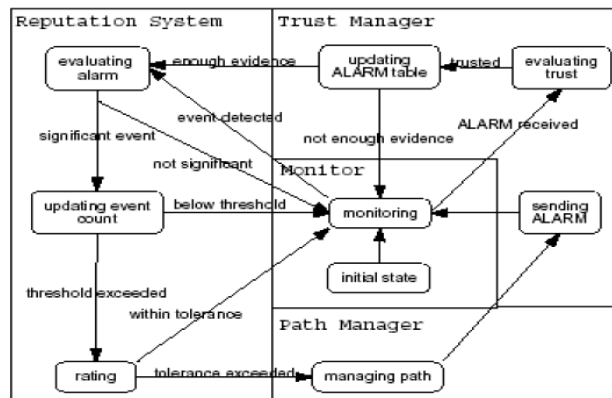 Reputation System
Trust Manager
evaluating
alarm
enough evidence
updating
ALARM table
trusted
evaluating
trust
event detected
significant event
not significant
not enough evidence
ALARM received
Monitor
updating event
count
below threshold
monitoring
sending
ALARM
initial state
threshold exceeded
within tolerance
Path Manager
rating
tolerance exceeded
managing path